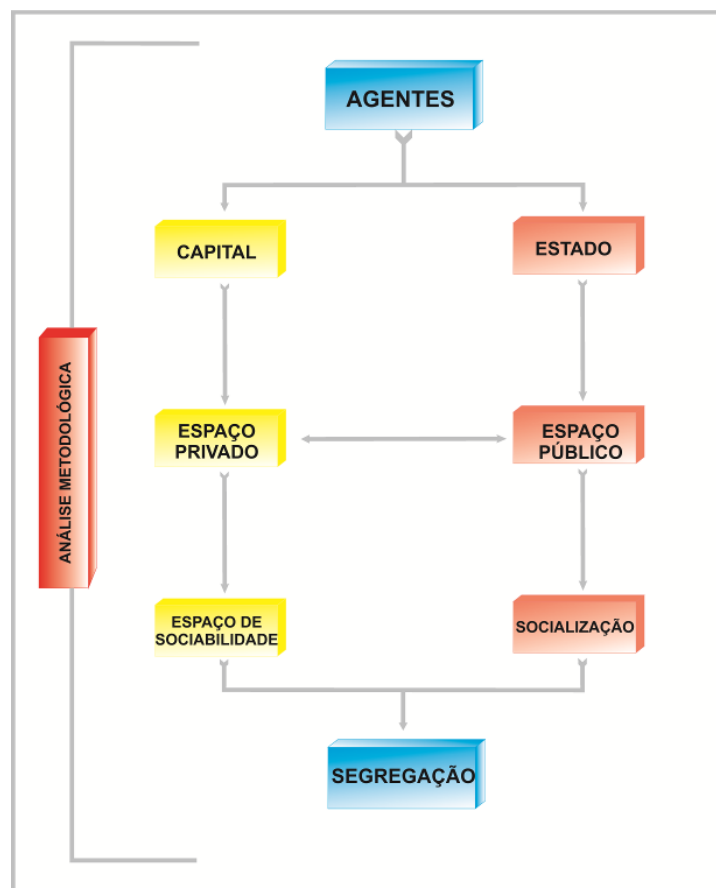 AGENTES
CAPITAL
ESTADO
ANÁLISE METODOLÓGICA
ESPAÇO
PRIVADO
ESPAÇO
PÚBLICO
ESPAÇO DE
SOCIABILIDADE
SOCIALIZAÇÃO
SEGREGAÇÃO